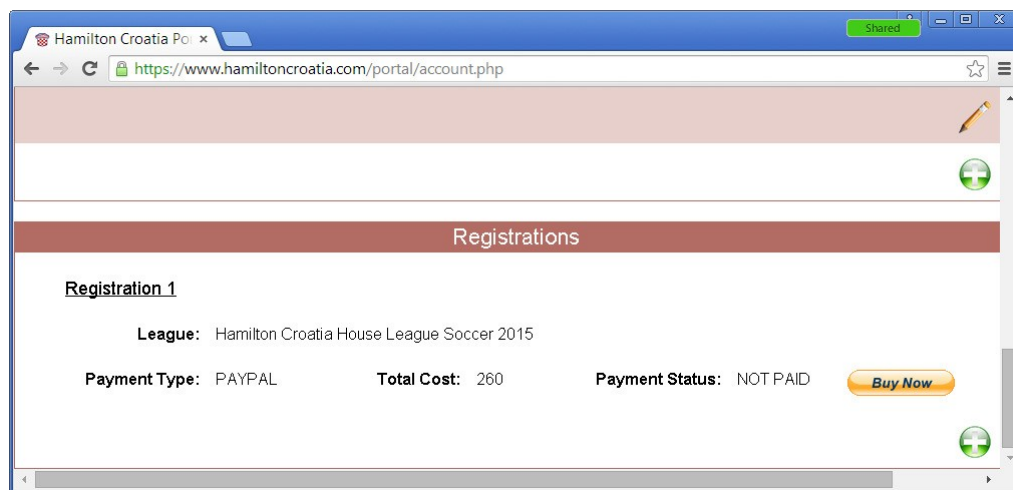 Shared
Hamilton Croatia Po
https://www.hamiltoncroatia.com/portal/account.php
Registrations
Registration 1
League: Hamilton Croatia House League Soccer 2015
Payment Type: PAYPAL Total Cost: 260 Payment Status: NOT PAID Buy Now